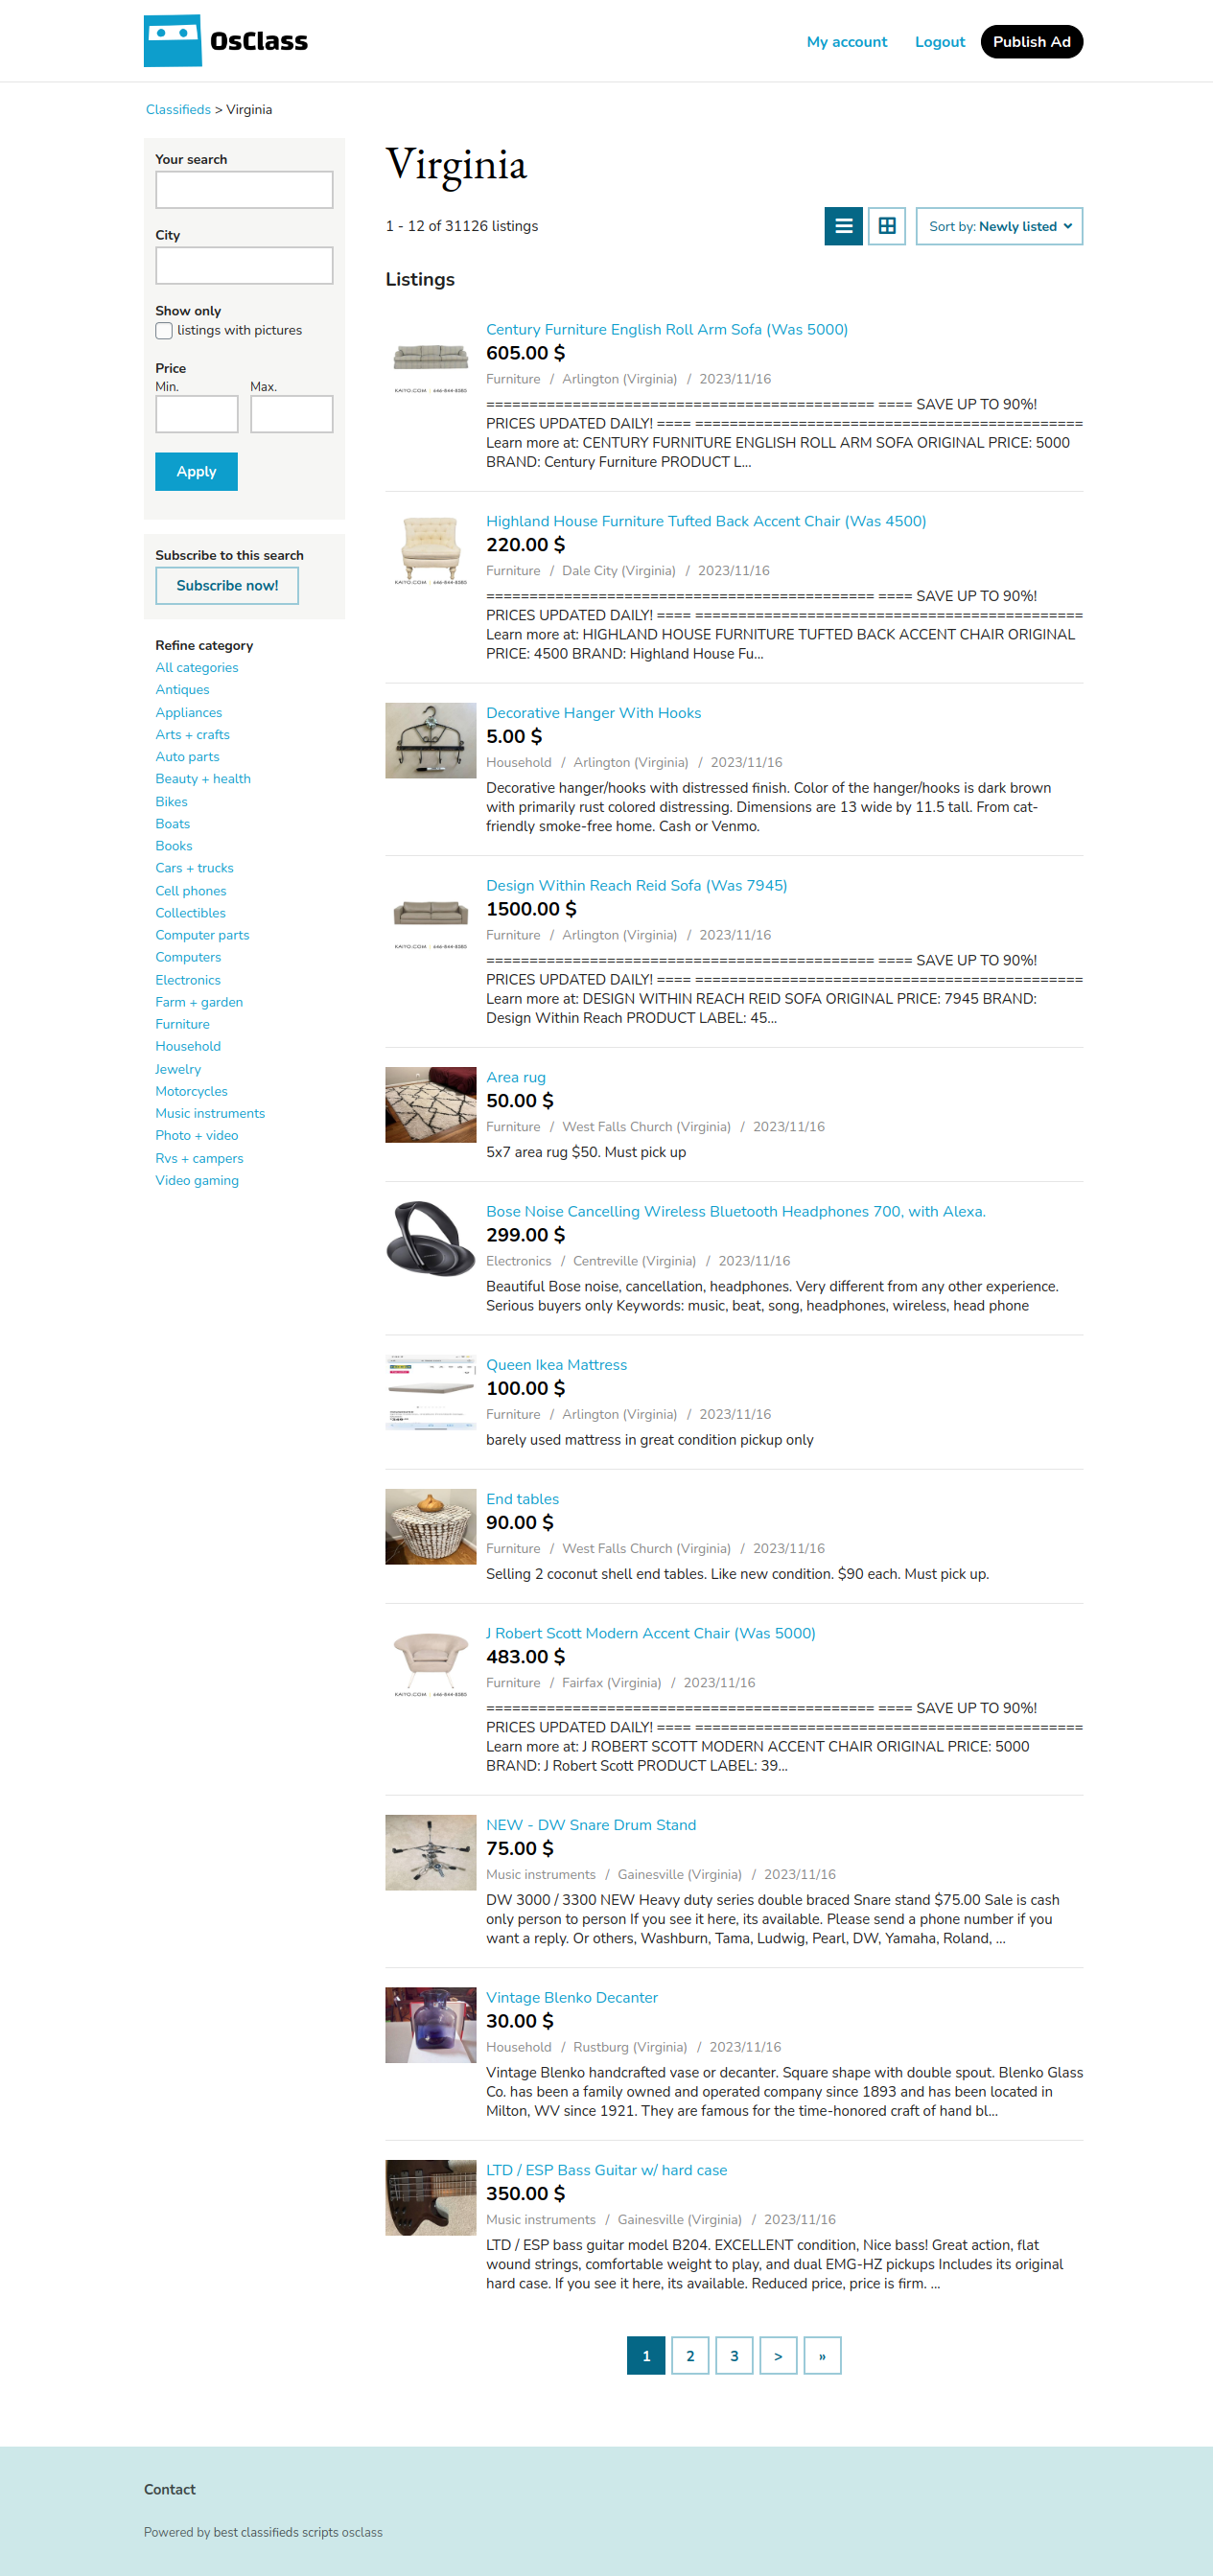 OsClass
My account Logout Publish Ad
Classifieds > Virginia
Your search
City
Show only
listings with pictures
Price
Min. Max.
Apply
Subscribe to this search
Subscribe now!
Refine category
All categories
Antiques
Appliances
Arts + crafts
Auto parts
Beauty + health
Bikes
Boats
Books
Cars + trucks
Cell phones
Collectibles
Computer parts
Computers
Electronics
Farm + garden
Furniture
Household
Jewelry
Motorcycles
Music instruments
Photo + video
Rvs + campers
Video gaming
Virginia
1 - 12 of 31126 listings
Sort by: Newly listed
Listings
Century Furniture English Roll Arm Sofa (Was 5000)
605.00 $
Furniture / Arlington (Virginia) / 2023/11/16
KAIYO.COM / 646-844-8383
============================================= ==== SAVE UP TO 90%!
PRICES UPDATED DAILY! ==== =============================================
Learn more at: CENTURY FURNITURE ENGLISH ROLL ARM SOFA ORIGINAL PRICE: 5000
BRAND: Century Furniture PRODUCT L...
Highland House Furniture Tufted Back Accent Chair (Was 4500)
220.00 $
Furniture / Dale City (Virginia) / 2023/11/16
KAIYO.COM / 646-844-8383
============================================= ==== SAVE UP TO 90%!
PRICES UPDATED DAILY! ==== =============================================
Learn more at: HIGHLAND HOUSE FURNITURE TUFTED BACK ACCENT CHAIR ORIGINAL
PRICE: 4500 BRAND: Highland House Fu...
Decorative Hanger With Hooks
5.00 $
Household / Arlington (Virginia) / 2023/11/16
Decorative hanger/hooks with distressed finish. Color of the hanger/hooks is dark brown
with primarily rust colored distressing. Dimensions are 13 wide by 11.5 tall. From cat-
friendly smoke-free home. Cash or Venmo.
Design Within Reach Reid Sofa (Was 7945)
1500.00 $
Furniture / Arlington (Virginia) / 2023/11/16
KAIYO.COM / 646-844-8383
============================================= ==== SAVE UP TO 90%!
PRICES UPDATED DAILY! ==== =============================================
Learn more at: DESIGN WITHIN REACH REID SOFA ORIGINAL PRICE: 7945 BRAND:
Design Within Reach PRODUCT LABEL: 45...
Area rug
50.00 $
Furniture / West Falls Church (Virginia) / 2023/11/16
5x7 area rug $50. Must pick up
Bose Noise Cancelling Wireless Bluetooth Headphones 700, with Alexa.
299.00 $
Electronics / Centreville (Virginia) / 2023/11/16
Beautiful Bose noise, cancellation, headphones. Very different from any other experience.
Serious buyers only Keywords: music, beat, song, headphones, wireless, head phone
Queen Ikea Mattress
100.00 $
Furniture / Arlington (Virginia) / 2023/11/16
barely used mattress in great condition pickup only
End tables
90.00 $
Furniture / West Falls Church (Virginia) / 2023/11/16
Selling 2 coconut shell end tables. Like new condition. $90 each. Must pick up.
J Robert Scott Modern Accent Chair (Was 5000)
483.00 $
Furniture / Fairfax (Virginia) / 2023/11/16
KAIYO.COM / 646-844-8383
============================================= ==== SAVE UP TO 90%!
PRICES UPDATED DAILY! ==== =============================================
Learn more at: J ROBERT SCOTT MODERN ACCENT CHAIR ORIGINAL PRICE: 5000
BRAND: J Robert Scott PRODUCT LABEL: 39...
NEW - DW Snare Drum Stand
75.00 $
Music instruments / Gainesville (Virginia) / 2023/11/16
DW 3000 / 3300 NEW Heavy duty series double braced Snare stand $75.00 Sale is cash
only person to person If you see it here, its available. Please send a phone number if you
want a reply. Or others, Washburn, Tama, Ludwig, Pearl, DW, Yamaha, Roland, ...
Vintage Blenko Decanter
30.00 $
Household / Rustburg (Virginia) / 2023/11/16
Vintage Blenko handcrafted vase or decanter. Square shape with double spout. Blenko Glass
Co. has been a family owned and operated company since 1893 and has been located in
Milton, WV since 1921. They are famous for the time-honored craft of hand bl...
LTD / ESP Bass Guitar w/ hard case
350.00 $
Music instruments / Gainesville (Virginia) / 2023/11/16
LTD / ESP bass guitar model B204. EXCELLENT condition, Nice bass! Great action, flat
wound strings, comfortable weight to play, and dual EMG-HZ pickups Includes its original
hard case. If you see it here, its available. Reduced price, price is firm. ...
1 2 3 > »
Contact
Powered by best classifieds scripts osclass